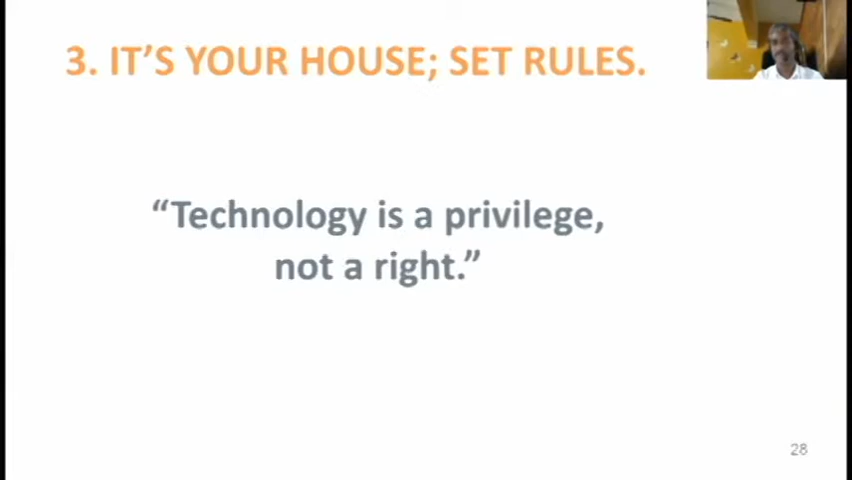 3. IT’S YOUR HOUSE; SET RULES.
“Technology is a privilege,
not a right.”
28